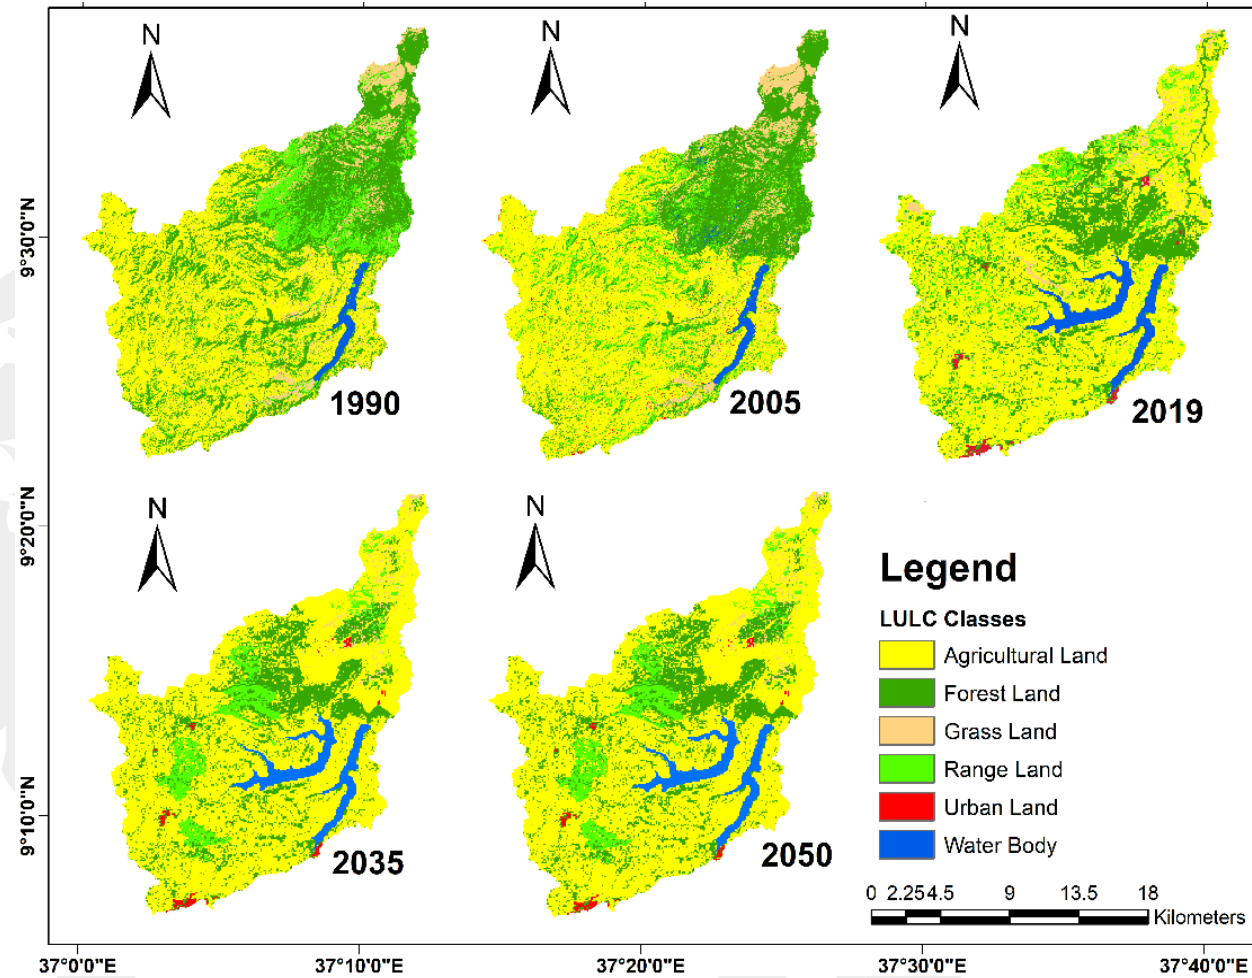 N
N
N
1990
2005
2019
9°30'0"N
N
N
9°20'0"N
Legend
LULC Classes
Agricultural Land
Forest Land
Grass Land
Range Land
Urban Land
Water Body
9°10'0"N
2035
2050
0 2.25 4.5 9 13.5 18
Kilometers
37°0'0"E 37°10'0"E 37°20'0"E 37°30'0"E 37°40'0"E